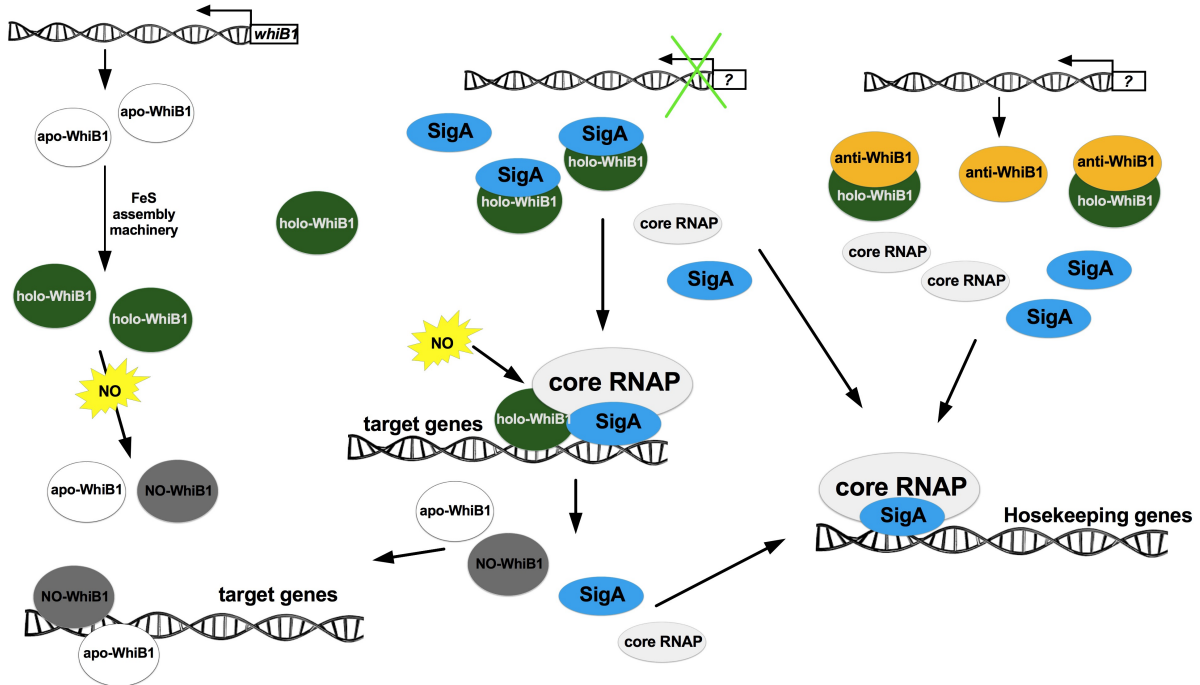 whiB1
apo-WhiB1
apo-WhiB1
FeS
assembly
machinery
holo-WhiB1
holo-WhiB1
holo-WhiB1
NO
apo-WhiB1
NO-WhiB1
NO-WhiB1
apo-WhiB1
target genes
?
SigA
SigA
holo-WhiB1
SigA
holo-WhiB1
core RNAP
SigA
NO
core RNAP
holo-WhiB1
SigA
target genes
apo-WhiB1
NO-WhiB1
SigA
core RNAP
?
anti-WhiB1
holo-WhiB1
anti-WhiB1
anti-WhiB1
holo-WhiB1
core RNAP
core RNAP
SigA
SigA
core RNAP
SigA
Hosekeeping genes